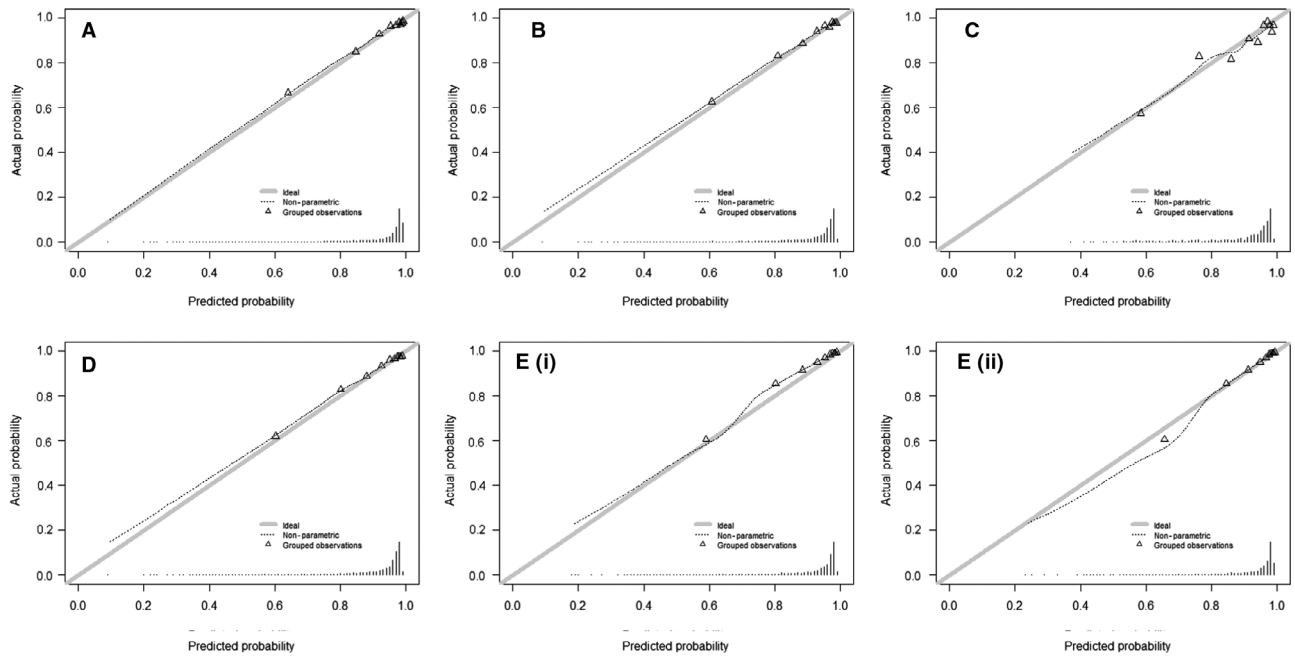 A
Actual probability
1.0
0.8
0.6
0.4
0.2
0.0
Ideal
Non-parametric
Grouped observations
0.0 0.2 0.4 0.6 0.8 1.0
Predicted probability
B
Actual probability
1.0
0.8
0.6
0.4
0.2
0.0
Ideal
Non-parametric
Grouped observations
0.0 0.2 0.4 0.6 0.8 1.0
Predicted probability
C
Actual probability
1.0
0.8
0.6
0.4
0.2
0.0
Ideal
Non-parametric
Grouped observations
0.0 0.2 0.4 0.6 0.8 1.0
Predicted probability
D
Actual probability
1.0
0.8
0.6
0.4
0.2
0.0
Ideal
Non-parametric
Grouped observations
0.0 0.2 0.4 0.6 0.8 1.0
Predicted probability
E (i)
Actual probability
1.0
0.8
0.6
0.4
0.2
0.0
Ideal
Non-parametric
Grouped observations
0.0 0.2 0.4 0.6 0.8 1.0
Predicted probability
E (ii)
Actual probability
1.0
0.8
0.6
0.4
0.2
0.0
Ideal
Non-parametric
Grouped observations
0.0 0.2 0.4 0.6 0.8 1.0
Predicted probability